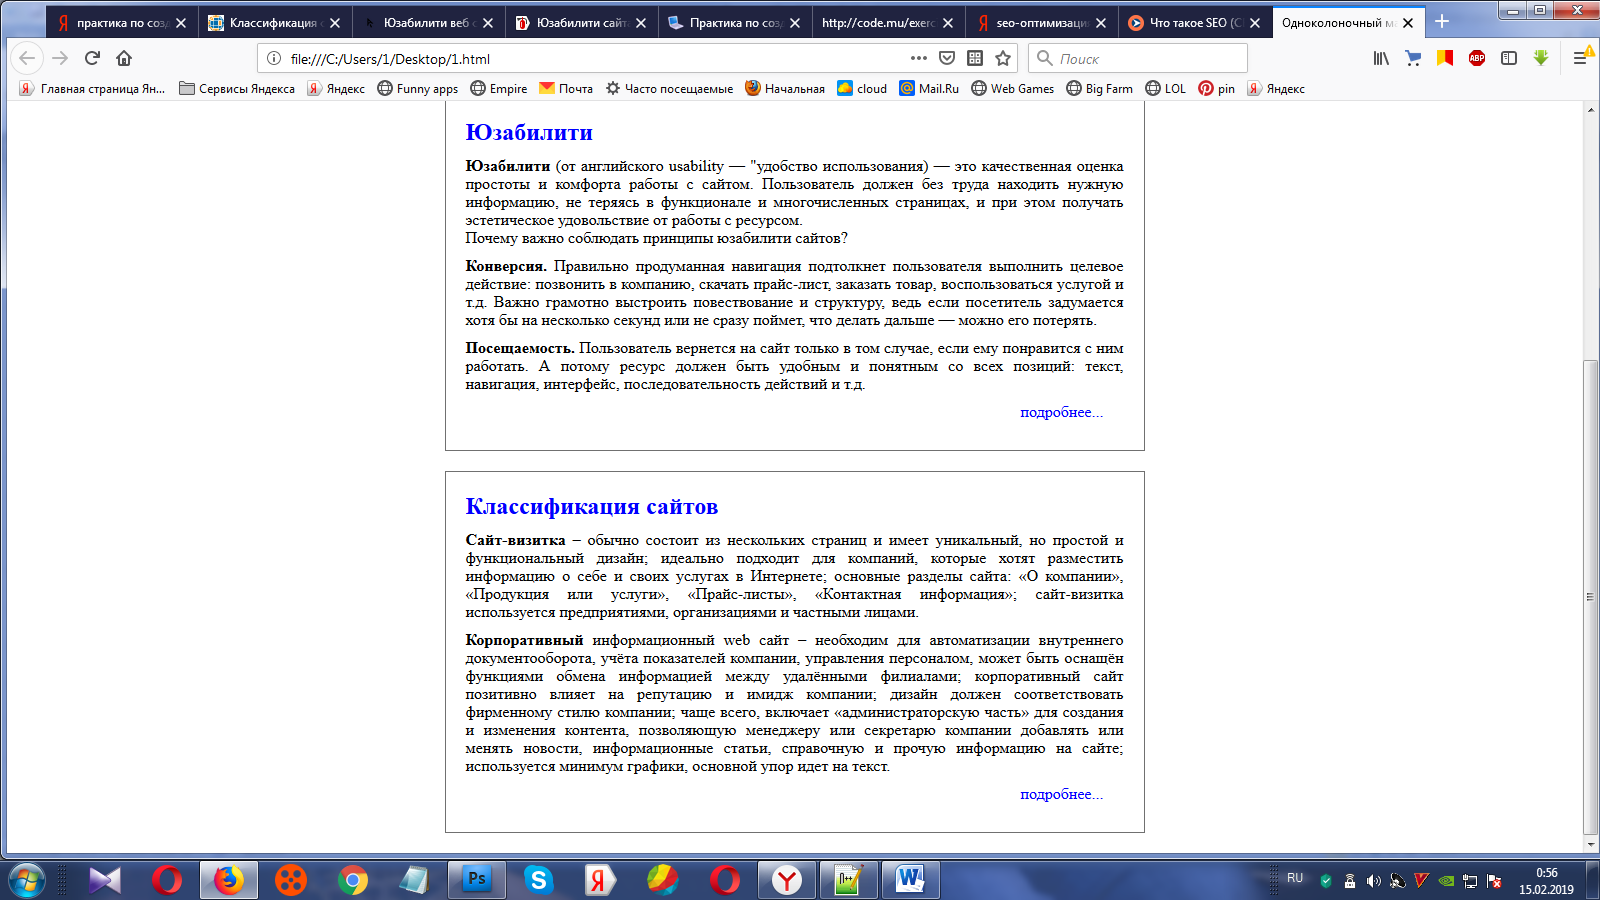 практика по созд
Классификация
Юзабилити веб с
Юзабилити сайт
Практика по созд
http://code.mu/exerc
seo-оптимизаци
Что такое SEO (С
Одноколоночный ма
file:///C:/Users/1/Desktop/1.html
Поиск
Главная страница Ян...
Сервисы Яндекса
Яндекс
Funny apps
Empire
Почта
Часто посещаемые
Начальная
cloud
Mail.Ru
Web Games
Big Farm
LOL
pin
Яндекс
Юзабилити
Юзабилити (от английского usability — "удобство использования) — это качественная оценка
простоты и комфорта работы с сайтом. Пользователь должен без труда находить нужную
информацию, не теряясь в функционале и многочисленных страницах, и при этом получать
эстетическое удовольствие от работы с ресурсом.
Почему важно соблюдать принципы юзабилити сайтов?
Конверсия. Правильно продуманная навигация подтолкнет пользователя выполнить целевое
действие: позвонить в компанию, скачать прайс-лист, заказать товар, воспользоваться услугой и
т.д. Важно грамотно выстроить повествование и структуру, ведь если посетитель задумается
хотя бы на несколько секунд или не сразу поймет, что делать дальше — можно его потерять.
Посещаемость. Пользователь вернется на сайт только в том случае, если ему понравится с ним
работать. А потому ресурс должен быть удобным и понятным со всех позиций: текст,
навигация, интерфейс, последовательность действий и т.д.
подробнее...
Классификация сайтов
Сайт-визитка – обычно состоит из нескольких страниц и имеет уникальный, но простой и
функциональный дизайн; идеально подходит для компаний, которые хотят разместить
информацию о себе и своих услугах в Интернете; основные разделы сайта: «О компании»,
«Продукция или услуги», «Прайс-листы», «Контактная информация»; сайт-визитка
используется предприятиями, организациями и частными лицами.
Корпоративный информационный web сайт – необходим для автоматизации внутреннего
документооборота, учёта показателей компании, управления персоналом, может быть оснащён
функциями обмена информацией между удалёнными филиалами; корпоративный сайт
позитивно влияет на репутацию и имидж компании; дизайн должен соответствовать
фирменному стилю компании; чаще всего, включает «администраторскую часть» для создания
и изменения контента, позволяющую менеджеру или секретарю компании добавлять или
менять новости, информационные статьи, справочную и прочую информацию на сайте;
используется минимум графики, основной упор идет на текст.
подробнее...
RU
0:56
15.02.2019